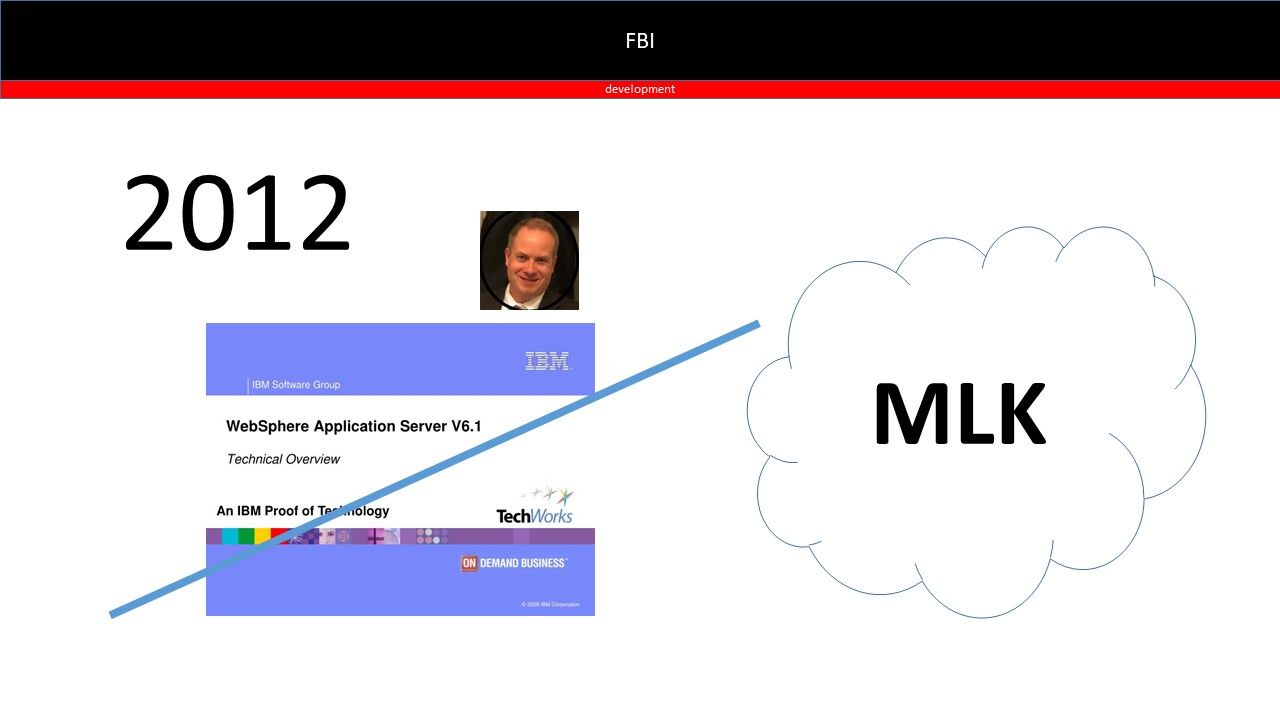 FBI
development
2012
IBM
IBM Software Group
WebSphere Application Server V6.1
Technical Overview
An IBM Proof of Technology
TechWorks
ON DEMAND BUSINESS
© 2008 IBM Corporation
MLK